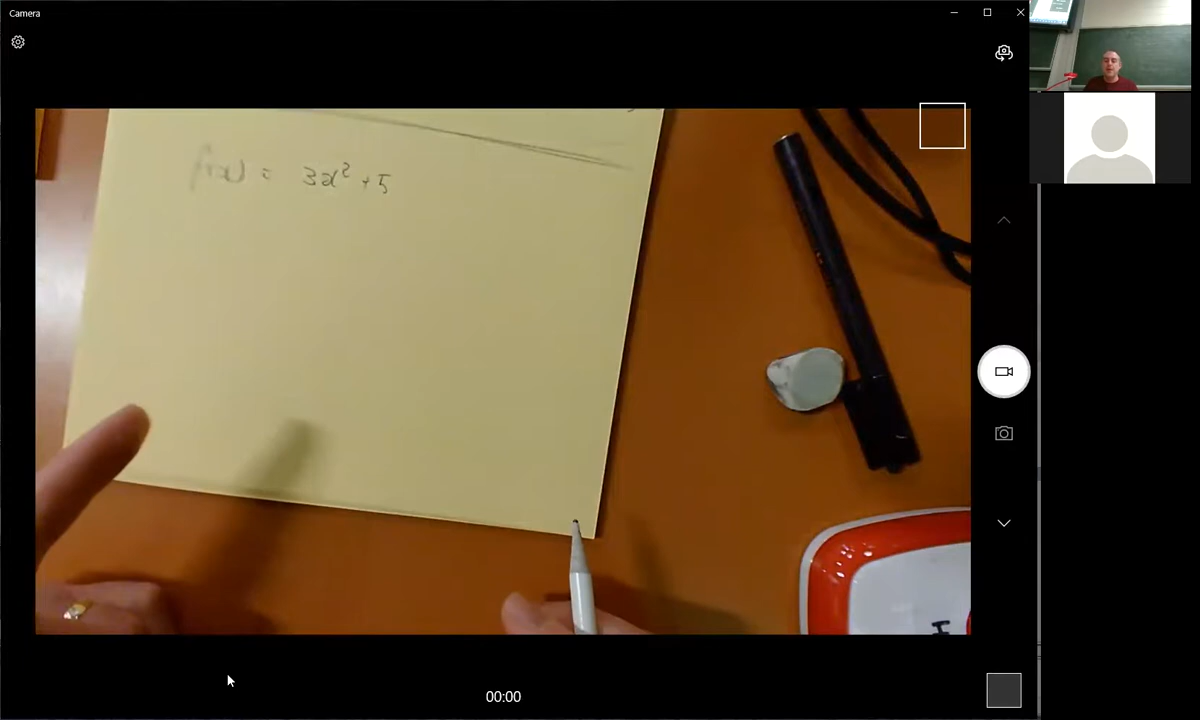 Camera
f(x) = 3x² + 5
H
00:00